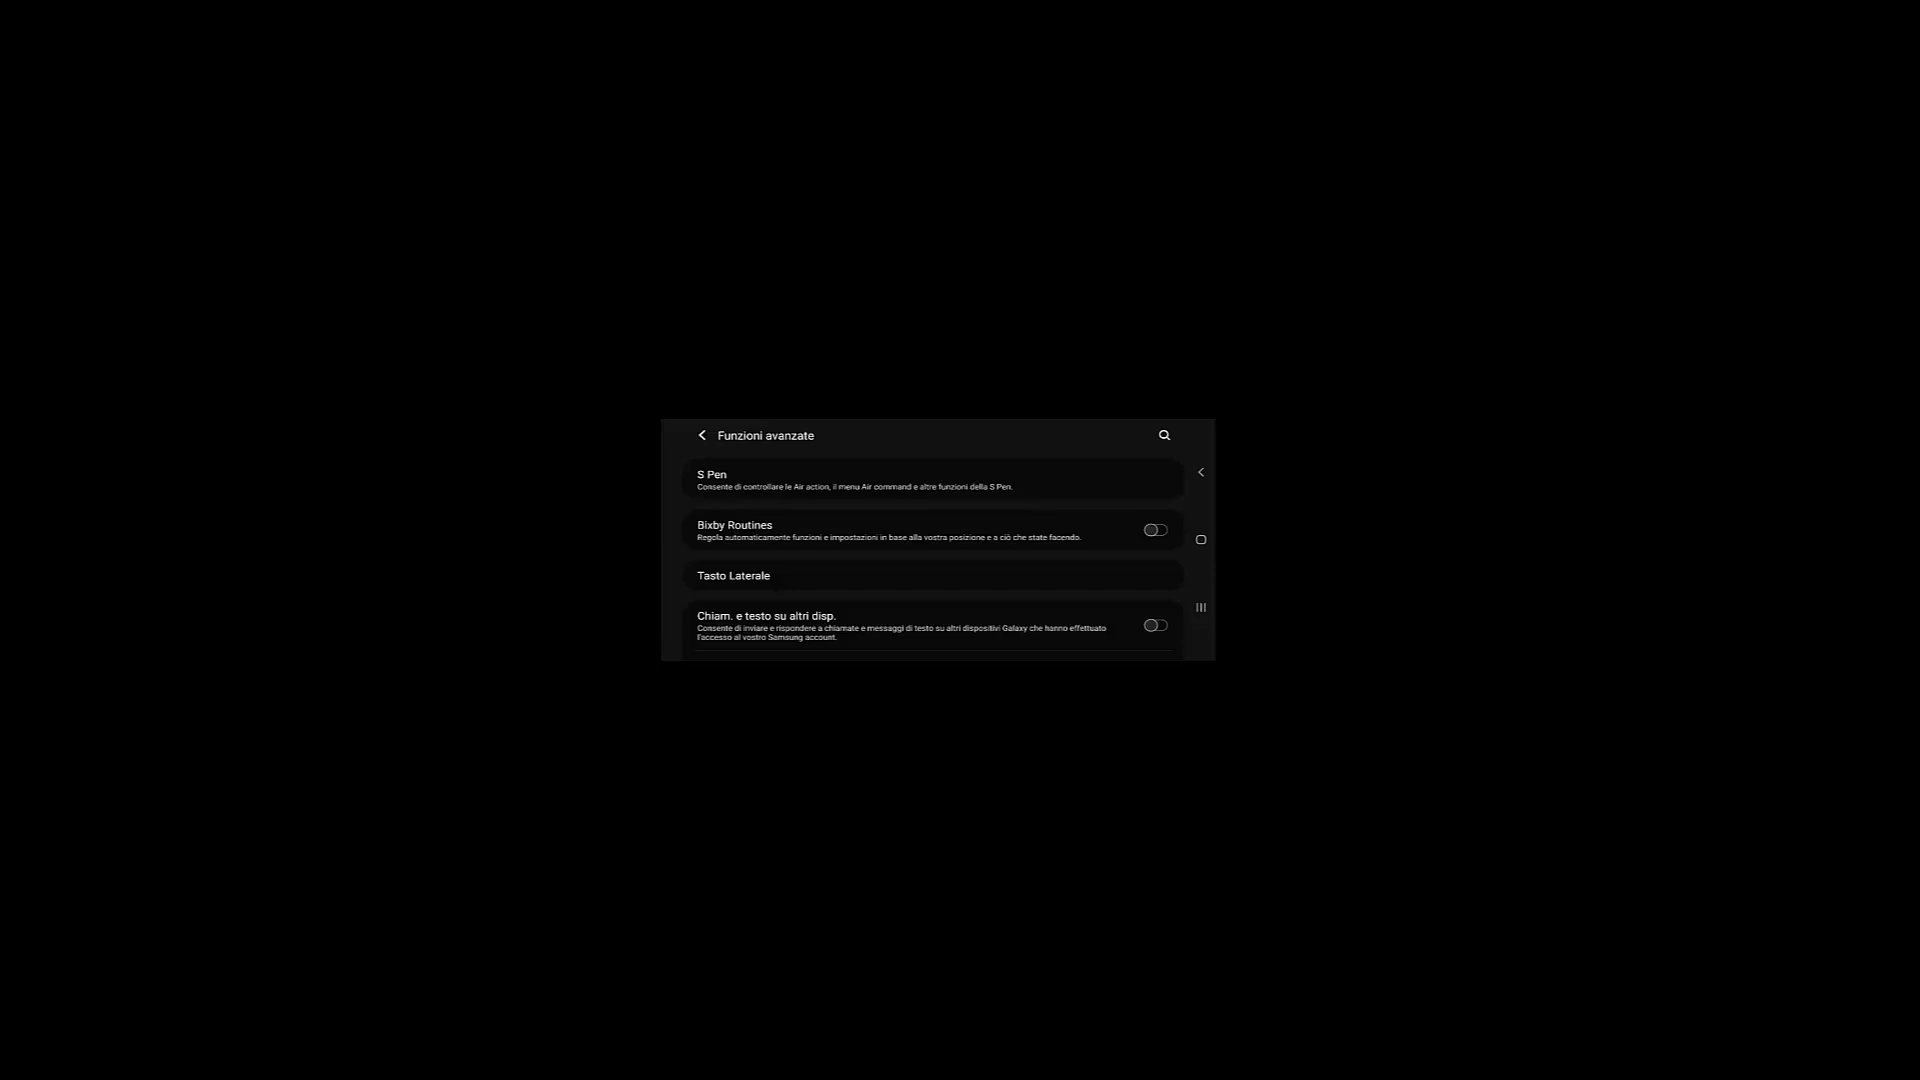 Funzioni avanzate
S Pen
Consente di controllare le Air action, il menu Air command e altre funzioni della S Pen.
Bixby Routines
Regola automaticamente funzioni e impostazioni in base alla vostra posizione e a ciò che state facendo.
Tasto Laterale
Chiam. e testo su altri disp.
Consente di inviare e rispondere a chiamate e messaggi di testo su altri dispositivi Galaxy che hanno effettuato
l'accesso al vostro Samsung account.